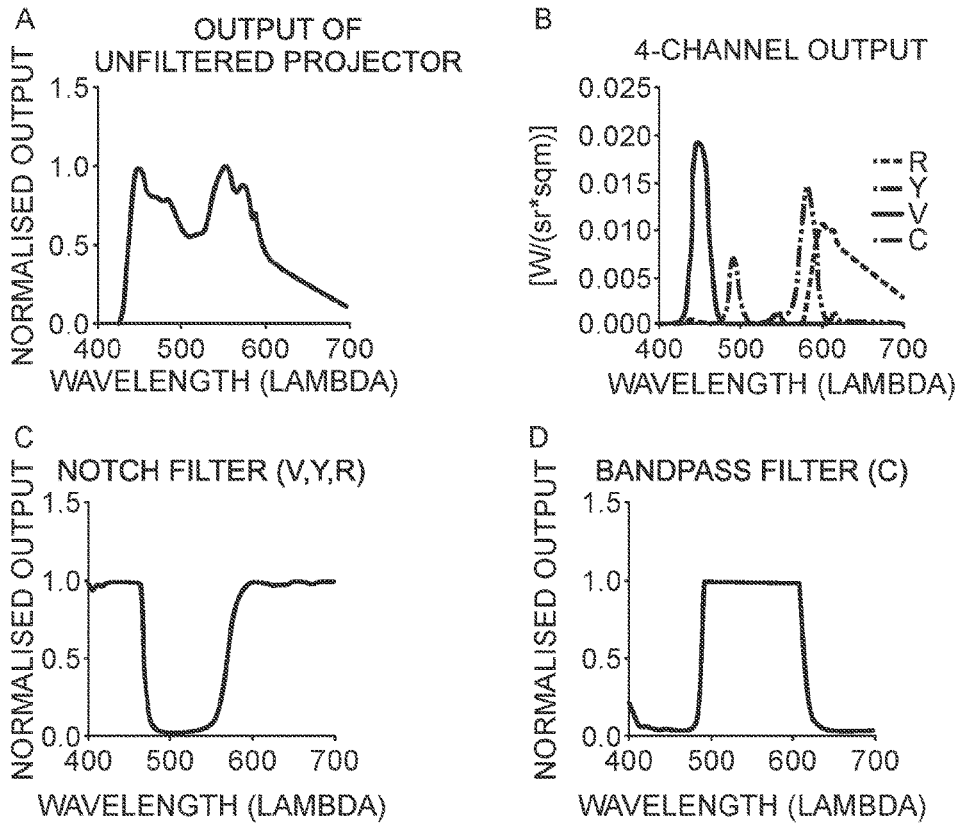 A
OUTPUT OF
UNFILTERED PROJECTOR
NORMALISED OUTPUT
1.5
1.0
0.5
0.0
400 500 600 700
WAVELENGTH (LAMBDA)
B
4-CHANNEL OUTPUT
[W/(sr*sqm)]
0.025
0.020
0.015
0.010
0.005
0.000
R
Y
V
C
400 500 600 700
WAVELENGTH (LAMBDA)
C
NOTCH FILTER (V,Y,R)
NORMALISED OUTPUT
1.5
1.0
0.5
0.0
400 500 600 700
WAVELENGTH (LAMBDA)
D
BANDPASS FILTER (C)
NORMALISED OUTPUT
1.5
1.0
0.5
0.0
400 500 600 700
WAVELENGTH (LAMBDA)